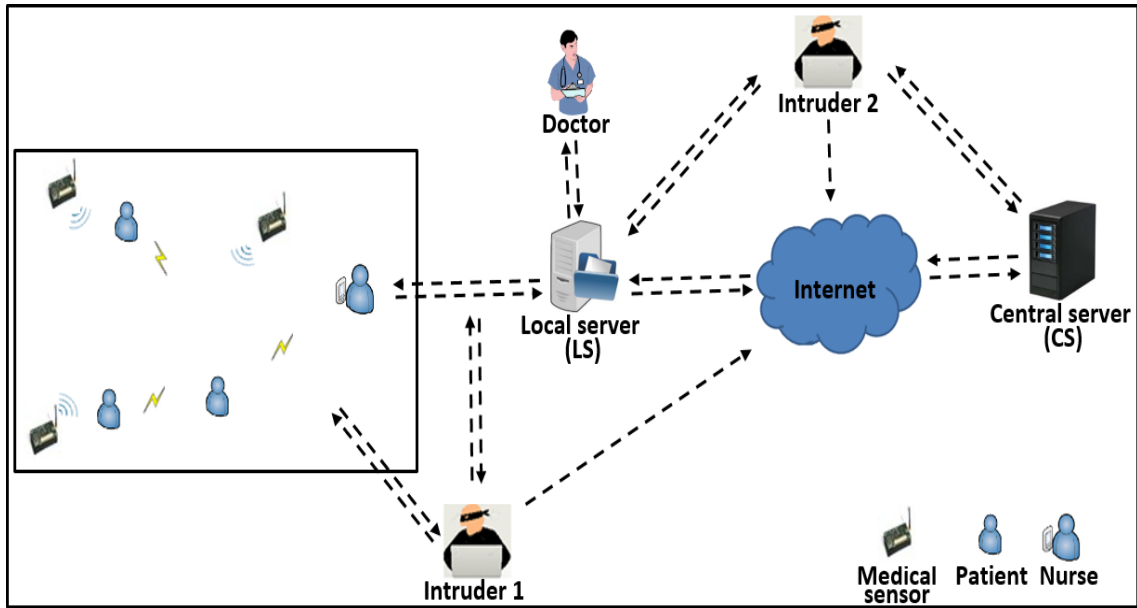 Intruder 2
Doctor
Internet
Local server
(LS)
Central server
(CS)
Intruder 1
Medical
sensor
Patient
Nurse